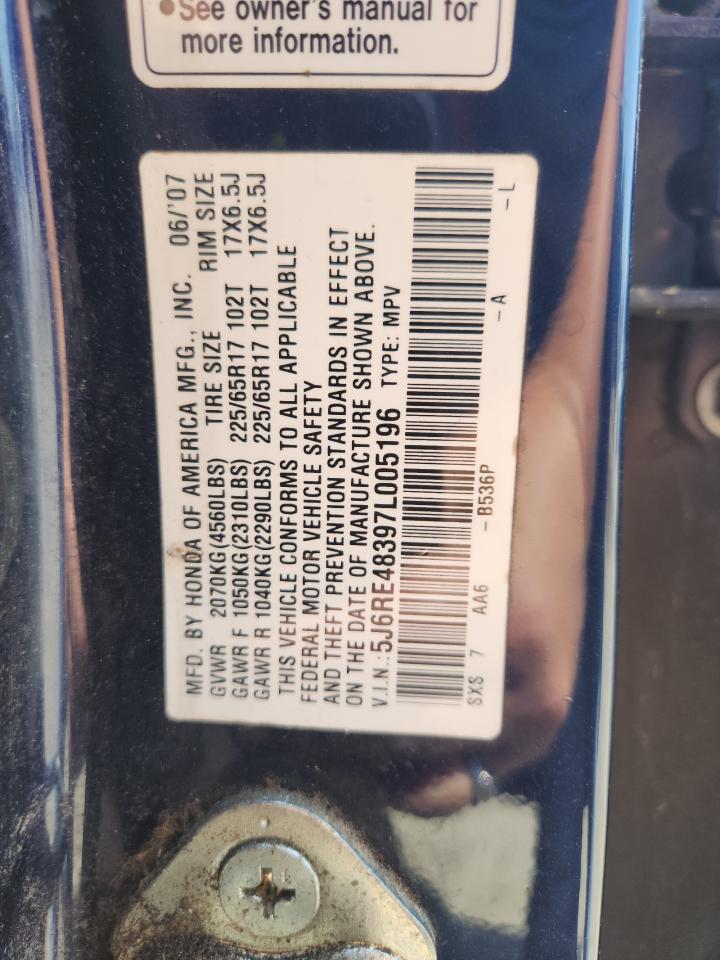 See owner's manual for
more information.
MFD. BY HONDA OF AMERICA MFG., INC. 06/'07
GVWR 2070KG(4560LBS) TIRE SIZE RIM SIZE
GAWR F 1050KG(2310LBS) 225/65R17 102T 17X6.5J
GAWR R 1040KG(2290LBS) 225/65R17 102T 17X6.5J
THIS VEHICLE CONFORMS TO ALL APPLICABLE
FEDERAL MOTOR VEHICLE SAFETY
AND THEFT PREVENTION STANDARDS IN EFFECT
ON THE DATE OF MANUFACTURE SHOWN ABOVE.
V.I.N.:5J6RE48397L005196 TYPE: MPV
SXS 7 AA6 -B536P -A -L